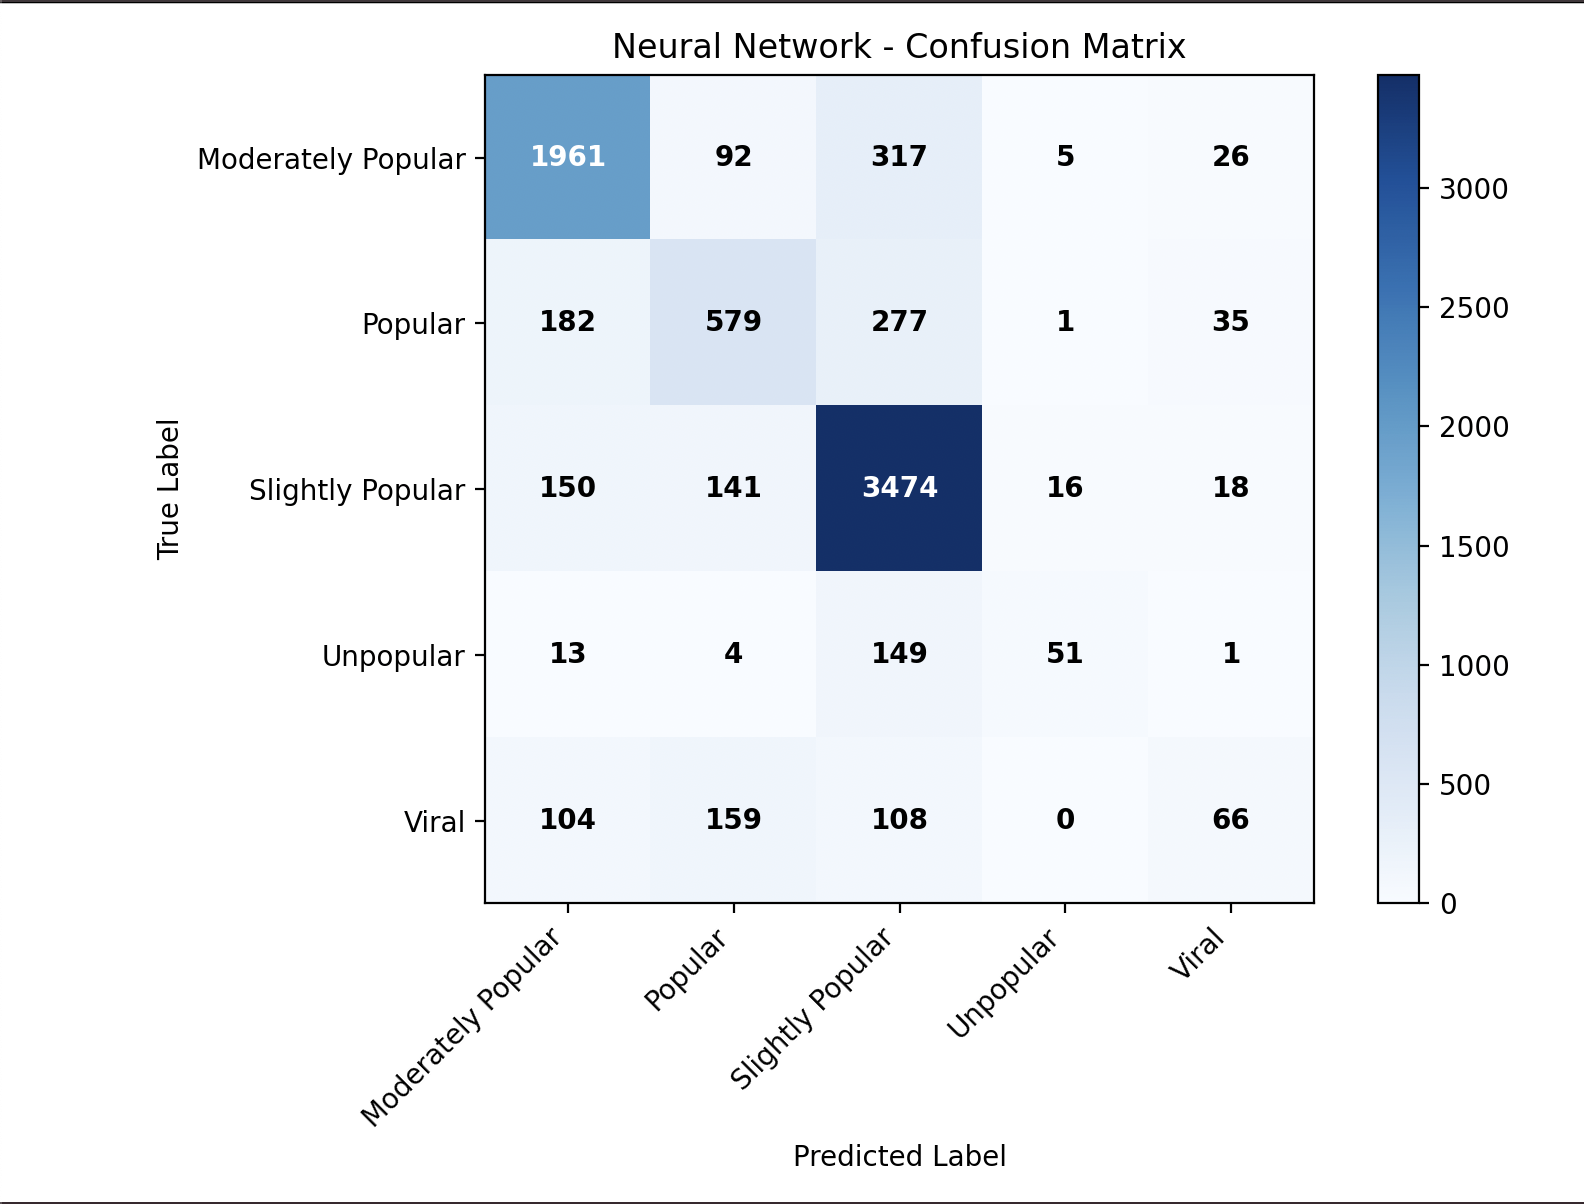 Neural Network - Confusion Matrix
Moderately Popular 1961 92 317 5 26
Popular 182 579 277 1 35
Slightly Popular 150 141 3474 16 18
Unpopular 13 4 149 51 1
Viral 104 159 108 0 66
True Label
Moderately Popular
Popular
Slightly Popular
Unpopular
Viral
Predicted Label
3000
2500
2000
1500
1000
500
0